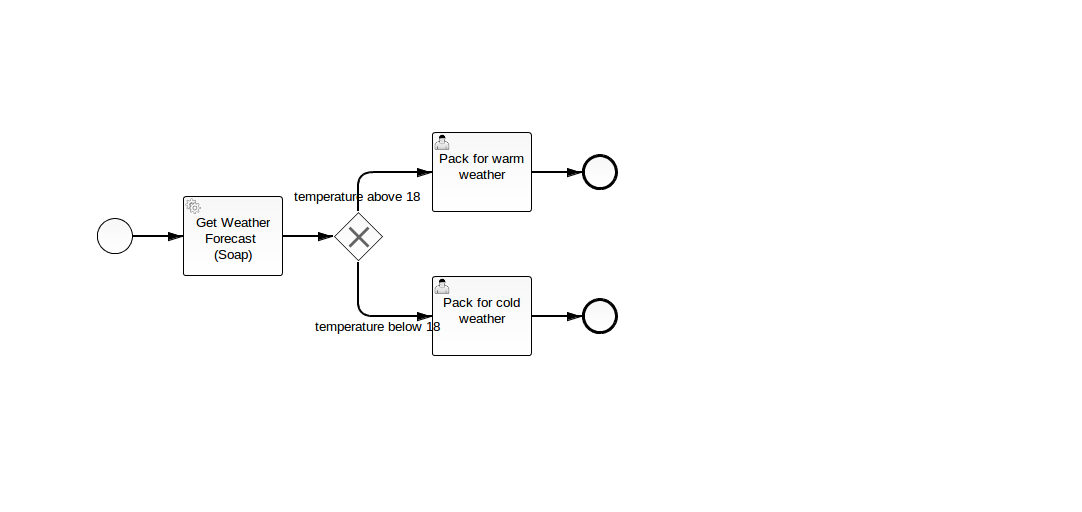 Pack for warm
weather
temperature above 18
Get Weather
Forecast
(Soap)
Pack for cold
weather
temperature below 18